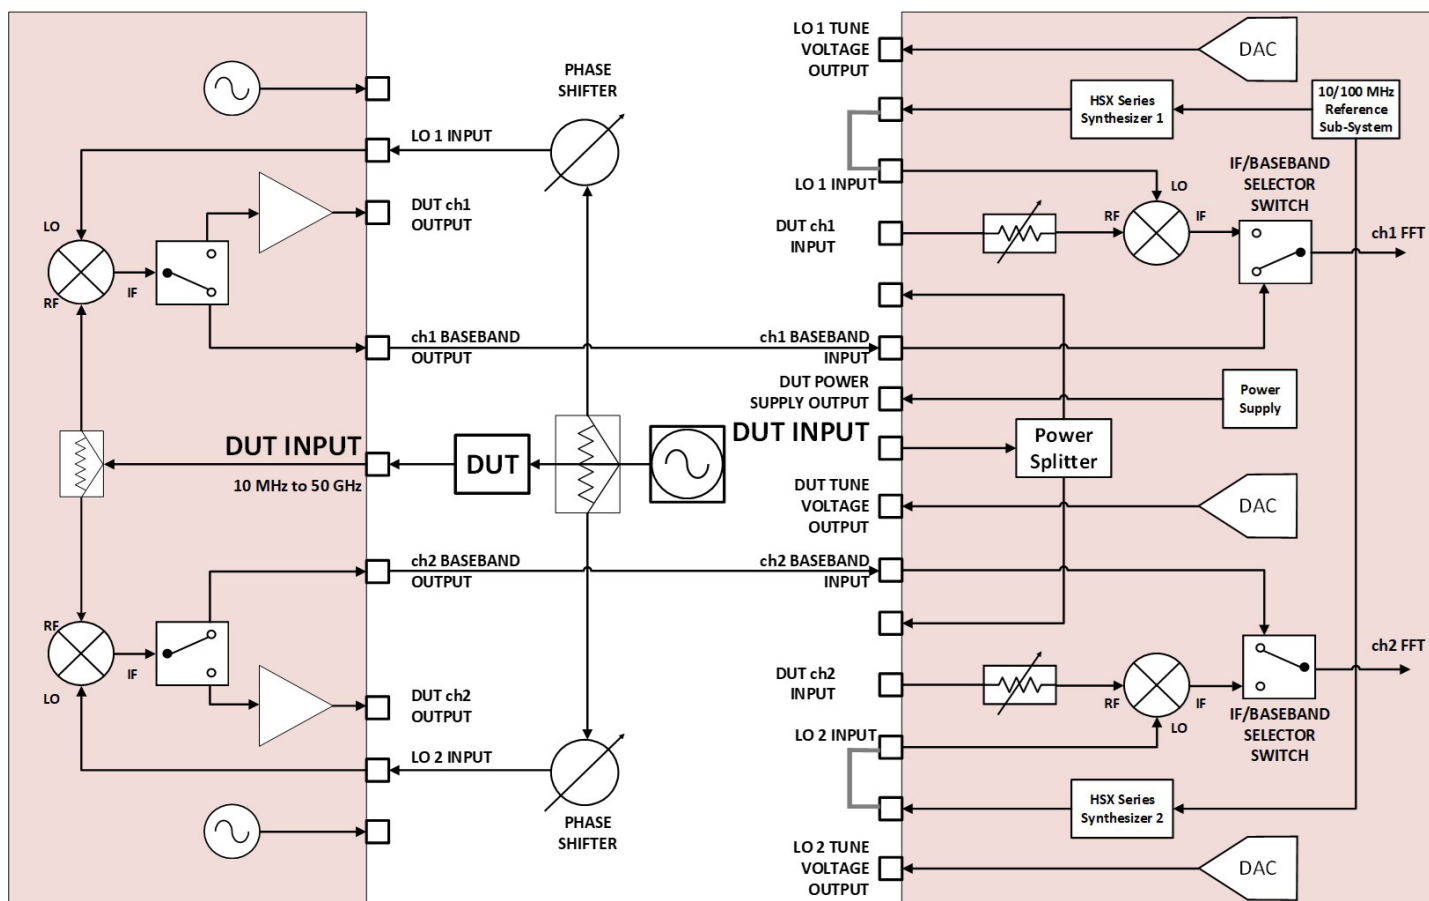 PHASE
SHIFTER
LO 1 INPUT
DUT ch1
OUTPUT
LO
RF
IF
ch1 BASEBAND
OUTPUT
DUT INPUT
10 MHz to 50 GHz
DUT
ch2 BASEBAND
OUTPUT
RF
IF
LO
DUT ch2
OUTPUT
LO 2 INPUT
PHASE
SHIFTER
LO 1 TUNE
VOLTAGE
OUTPUT
DAC
HSX Series
Synthesizer 1
10/100 MHz
Reference
Sub-System
LO 1 INPUT
IF/BASEBAND
SELECTOR
SWITCH
LO
RF
IF
DUT ch1
INPUT
ch1 FFT
ch1 BASEBAND
INPUT
DUT POWER
SUPPLY OUTPUT
Power
Supply
DUT INPUT
Power
Splitter
DUT TUNE
VOLTAGE
OUTPUT
DAC
ch2 BASEBAND
INPUT
DUT ch2
INPUT
RF
IF
LO
ch2 FFT
IF/BASEBAND
SELECTOR
SWITCH
LO 2 INPUT
HSX Series
Synthesizer 2
LO 2 TUNE
VOLTAGE
OUTPUT
DAC